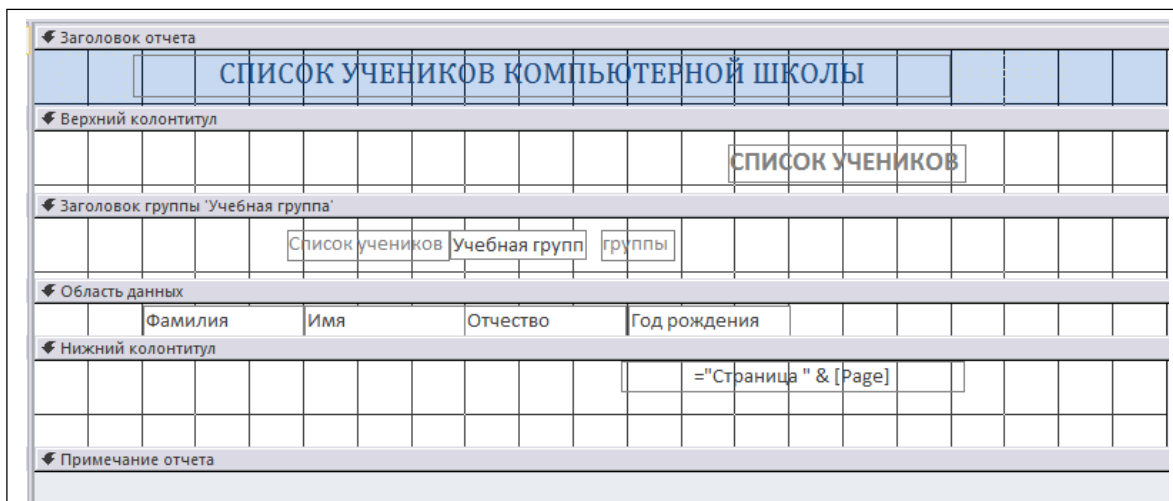 Заголовок отчета
СПИСОК УЧЕНИКОВ КОМПЬЮТЕРНОЙ ШКОЛЫ
Верхний колонтитул
СПИСОК УЧЕНИКОВ
Заголовок группы 'Учебная группа'
Список учеников Учебная групп группы
Область данных
Фамилия Имя Отчество Год рождения
Нижний колонтитул
="Страница " & [Page]
Примечание отчета